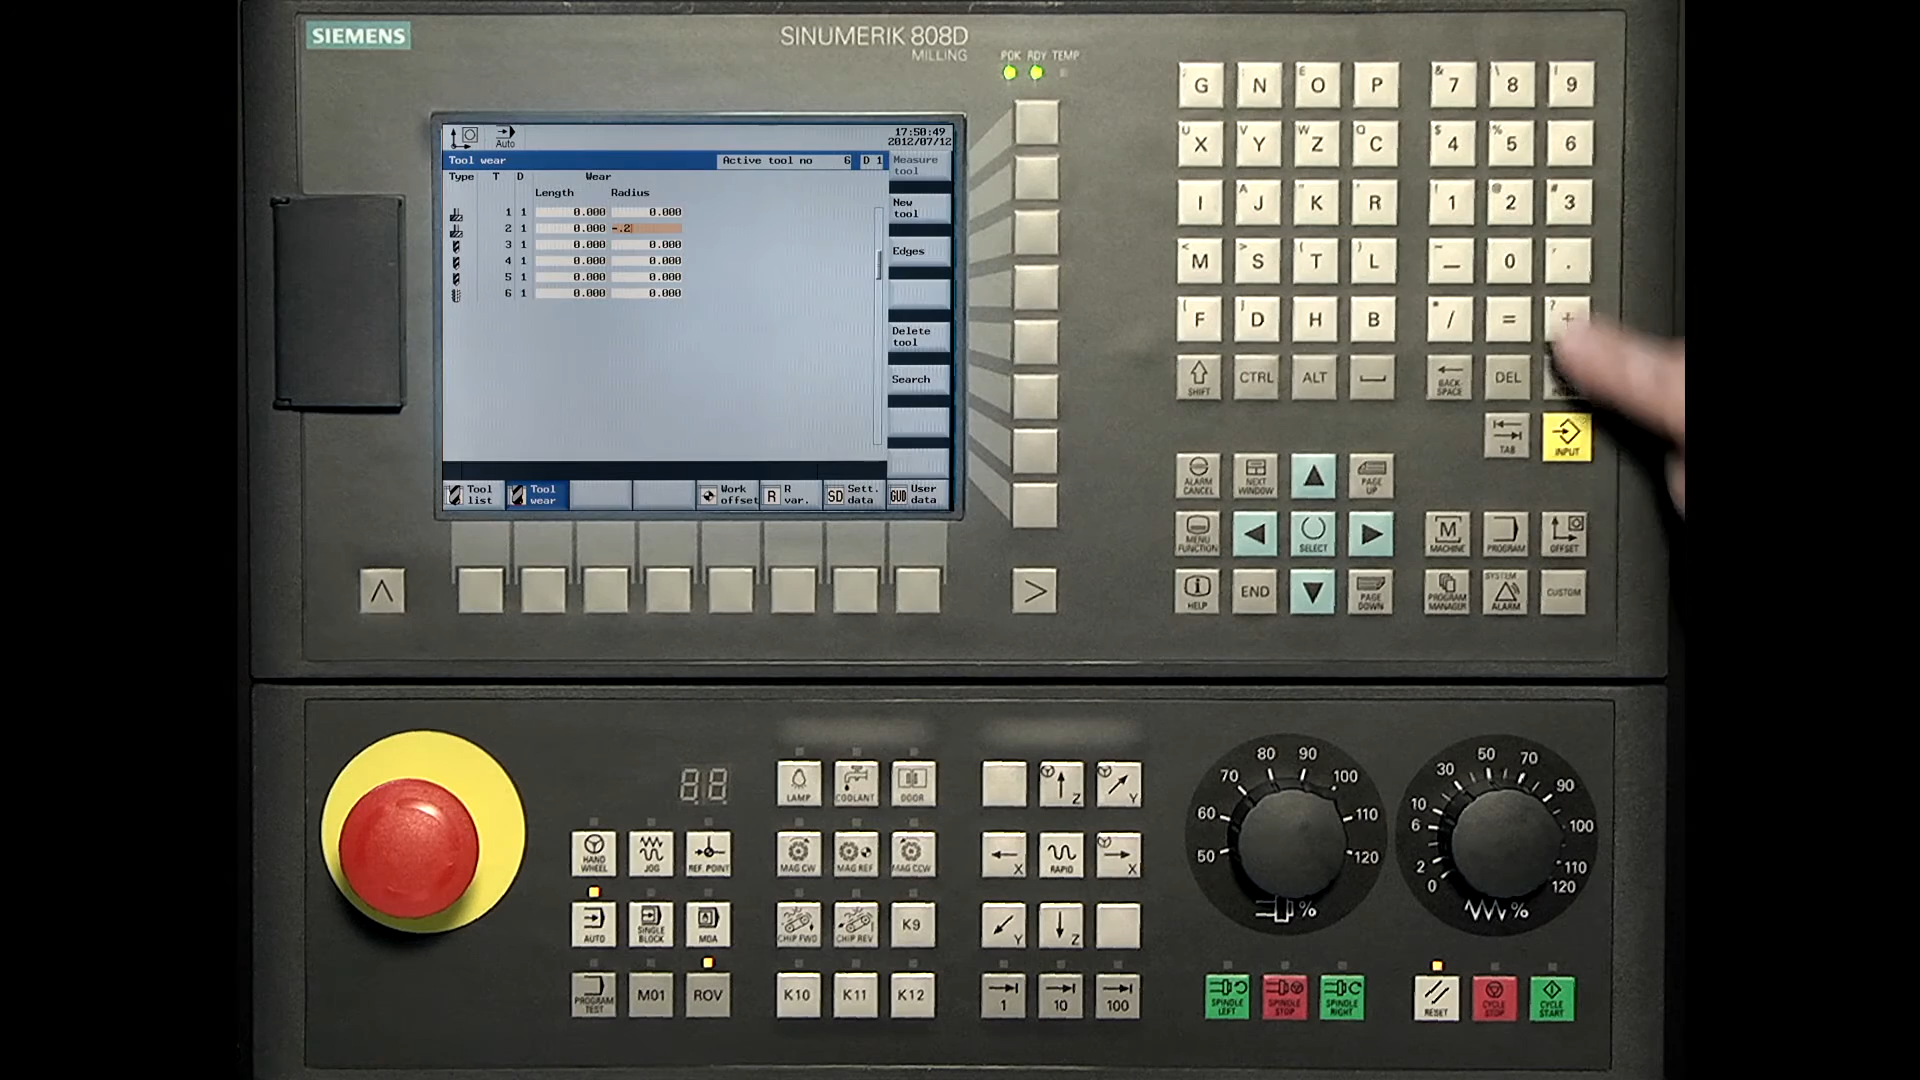 SIEMENS
SINUMERIK 808D
MILLING
POK RDY TEMP
Auto
17:50:49
2012/07/12
Tool wear
Active tool no 6 D 1
Type T D Wear
Length Radius
1 1 0.000 0.000
2 1 0.000 -.2
3 1 0.000 0.000
4 1 0.000 0.000
5 1 0.000 0.000
6 1 0.000 0.000
Measure tool
New tool
Edges
Delete tool
Search
Tool list
Tool wear
Work offset
R R var.
SD Sett. data
GUD User data
; G : N E O P & 7 \ 8 | 9
U X V Y W Z Q C $ 4 % 5 6
I A J " K ' R ! 1 @ 2 # 3
< M > S ( T ) L _ 0 , .
{ F } D H B * / = ? +
SHIFT CTRL ALT BACK SPACE DEL
TAB INPUT
ALARM CANCEL NEXT WINDOW PAGE UP
MENU FUNCTION SELECT M MACHINE PROGRAM OFFSET
HELP END PAGE DOWN PROGRAM MANAGER SYSTEM ALARM CUSTOM
LAMP COOLANT DOOR Z Y
HAND WHEEL JOG REF. POINT MAG CW MAG REF MAG CCW X RAPID X
AUTO SINGLE BLOCK MDA CHIP FWD CHIP REV K9 Y Z
PROGRAM TEST M01 ROV K10 K11 K12 1 10 100
50 60 70 80 90 100 110 120
%
0 2 6 10 30 50 70 90 100 110 120
%
SPINDLE LEFT SPINDLE STOP SPINDLE RIGHT RESET CYCLE STOP CYCLE START